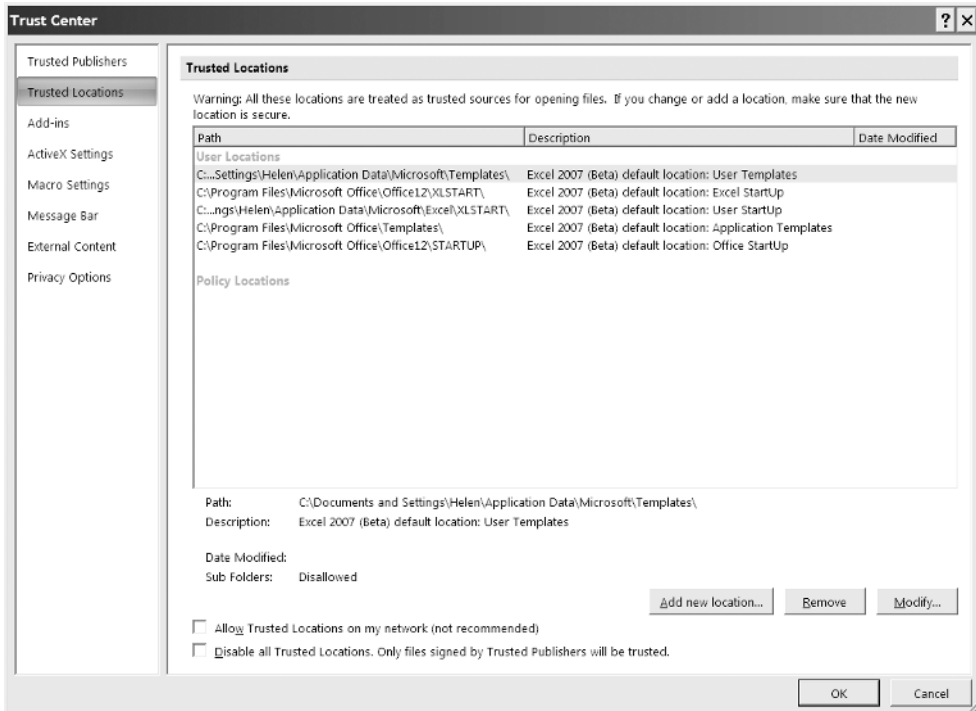 Trust Center
Trusted Publishers
Trusted Locations
Add-ins
ActiveX Settings
Macro Settings
Message Bar
External Content
Privacy Options
Trusted Locations
Warning: All these locations are treated as trusted sources for opening files. If you change or add a location, make sure that the new
location is secure.
Path Description Date Modified
User Locations
C:...Settings\Helen\Application Data\Microsoft\Templates\ Excel 2007 (Beta) default location: User Templates
C:\Program Files\Microsoft Office\Office12\XLSTART\ Excel 2007 (Beta) default location: Excel StartUp
C:...ngs\Helen\Application Data\Microsoft\Excel\XLSTART\ Excel 2007 (Beta) default location: User StartUp
C:\Program Files\Microsoft Office\Templates\ Excel 2007 (Beta) default location: Application Templates
C:\Program Files\Microsoft Office\Office12\STARTUP\ Excel 2007 (Beta) default location: Office StartUp
Policy Locations
Path: C:\Documents and Settings\Helen\Application Data\Microsoft\Templates\
Description: Excel 2007 (Beta) default location: User Templates
Date Modified:
Sub Folders: Disallowed
Add new location... Remove Modify...
Allow Trusted Locations on my network (not recommended)
Disable all Trusted Locations. Only files signed by Trusted Publishers will be trusted.
OK Cancel